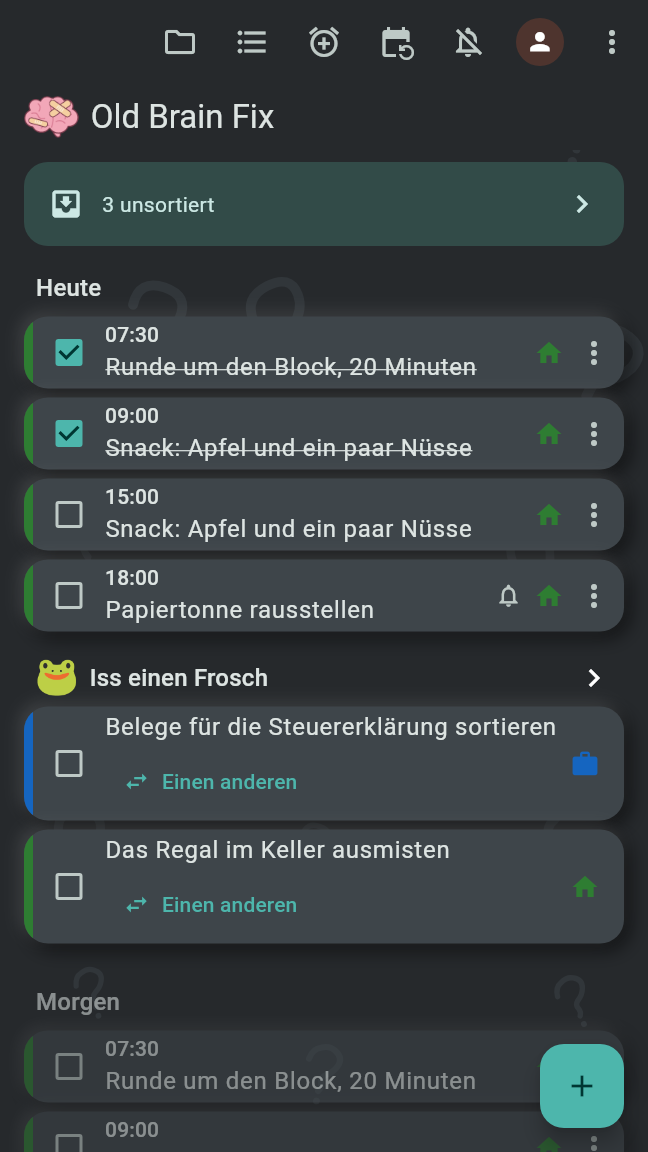 Old Brain Fix
3 unsortiert
Heute
07:30
Runde um den Block, 20 Minuten
09:00
Snack: Apfel und ein paar Nüsse
15:00
Snack: Apfel und ein paar Nüsse
18:00
Papiertonne rausstellen
Iss einen Frosch
Belege für die Steuererklärung sortieren
Einen anderen
Das Regal im Keller ausmisten
Einen anderen
Morgen
07:30
Runde um den Block, 20 Minuten
09:00